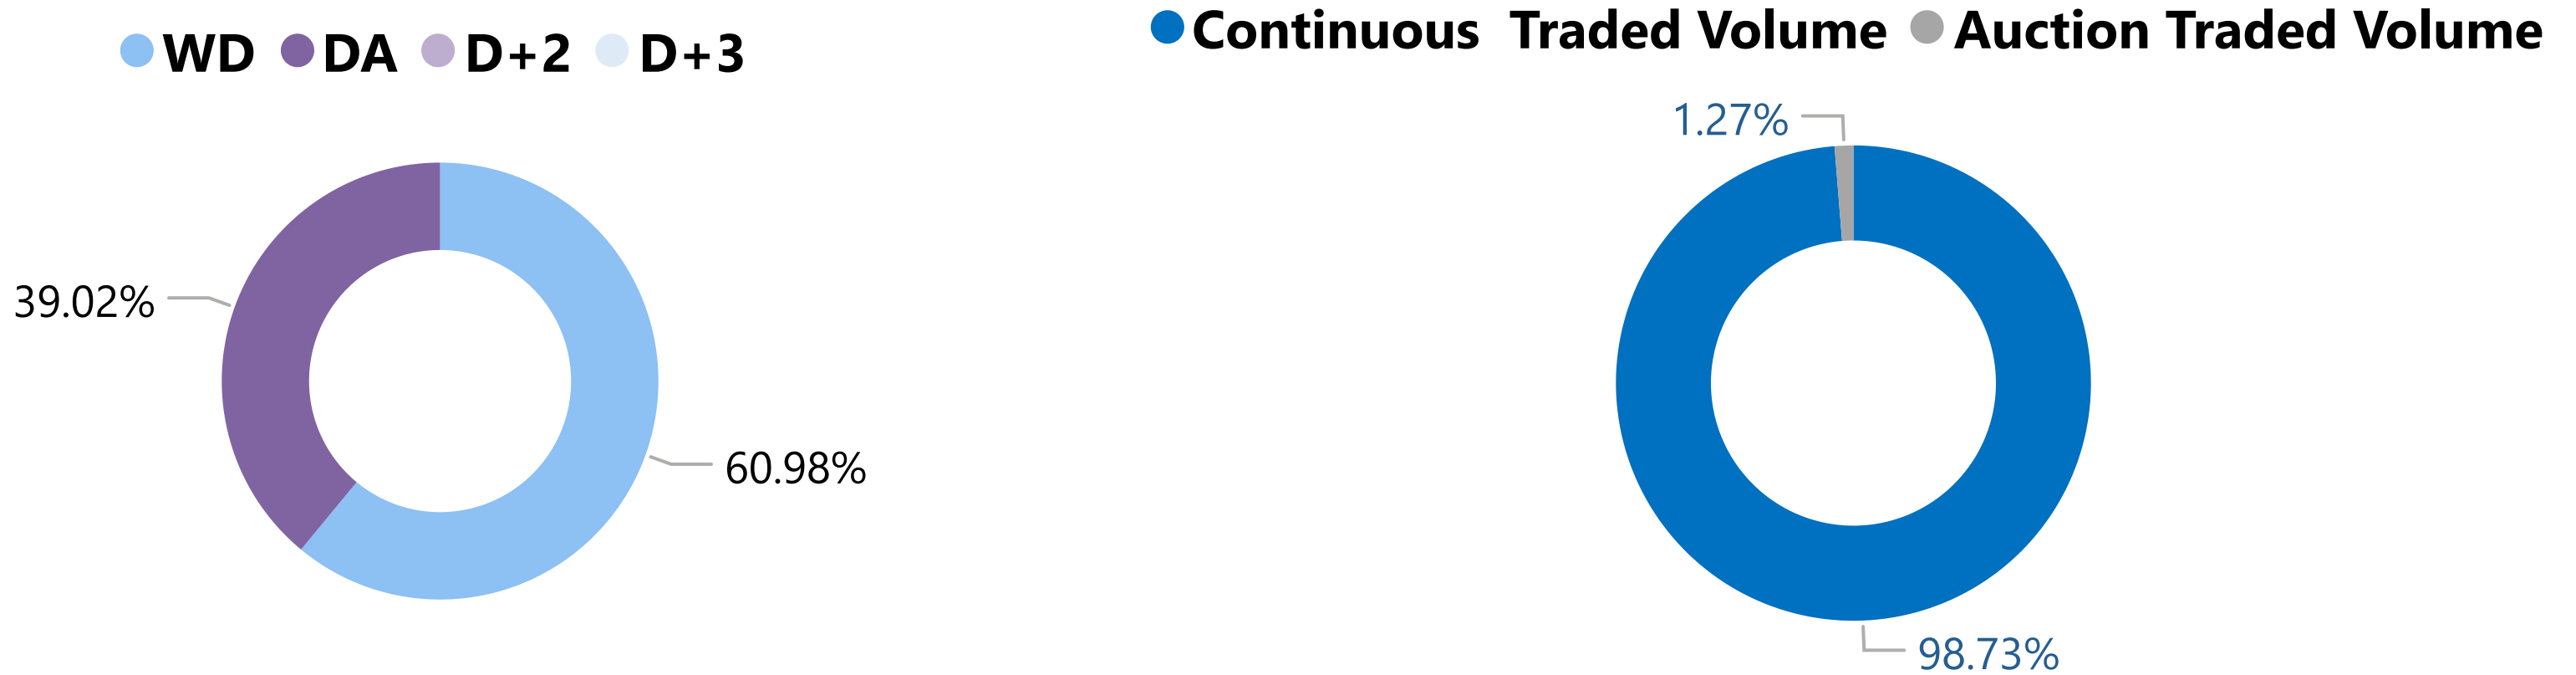 WD DA D+2 D+3
39.02%
60.98%
Continuous Traded Volume Auction Traded Volume
1.27%
98.73%